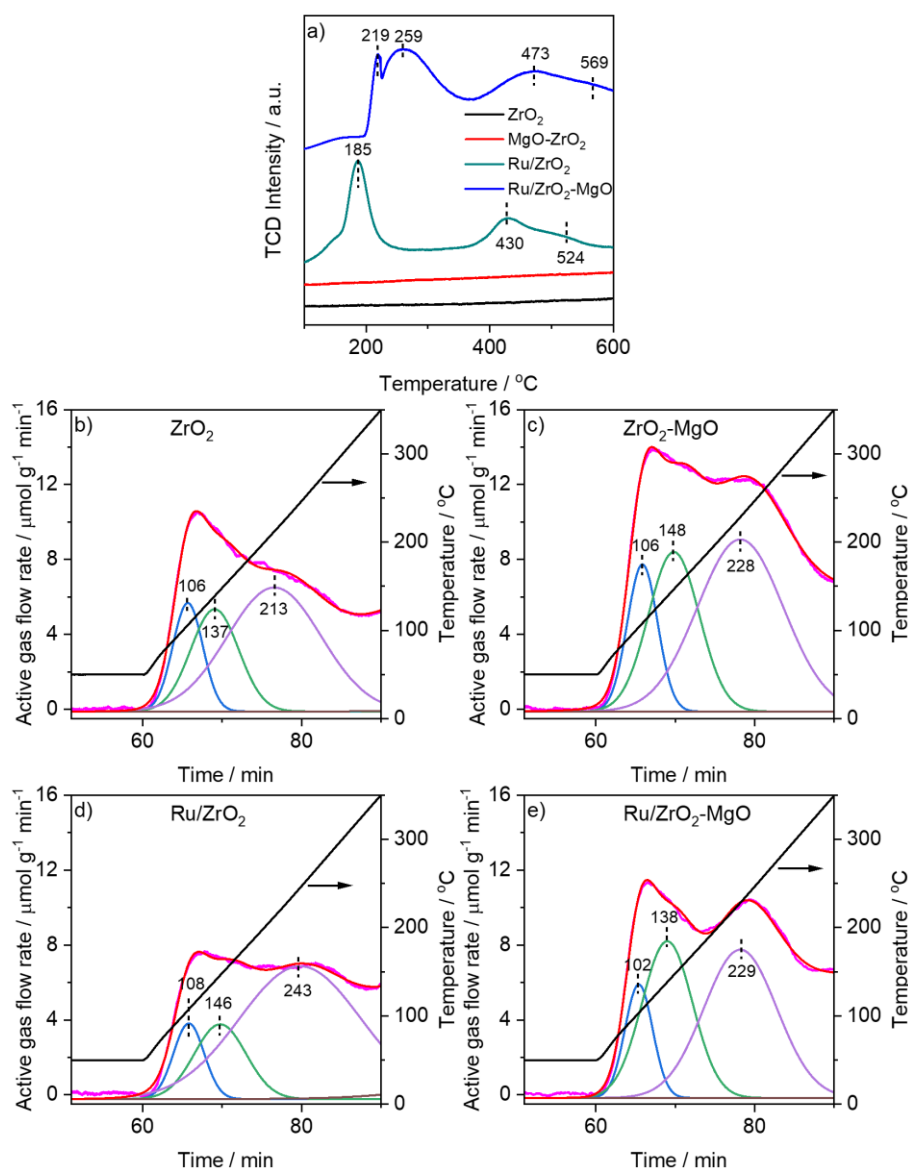 a)
219 259
473
569
ZrO₂
MgO-ZrO₂
Ru/ZrO₂
Ru/ZrO₂-MgO
185
430
524
TCD Intensity / a.u.
200 400 600
Temperature / °C
b) ZrO₂
16
12
8
4
0
300
200
100
0
106
137
213
60 80
Active gas flow rate / μmol g⁻¹ min⁻¹
Temperature / °C
Time / min
c) ZrO₂-MgO
16
12
8
4
0
300
200
100
0
106
148
228
60 80
Active gas flow rate / μmol g⁻¹ min⁻¹
Temperature / °C
Time / min
d) Ru/ZrO₂
16
12
8
4
0
300
200
100
0
108
146
243
60 80
Active gas flow rate / μmol g⁻¹ min⁻¹
Temperature / °C
Time / min
e) Ru/ZrO₂-MgO
16
12
8
4
0
300
200
100
0
102
138
229
60 80
Active gas flow rate / μmol g⁻¹ min⁻¹
Temperature / °C
Time / min